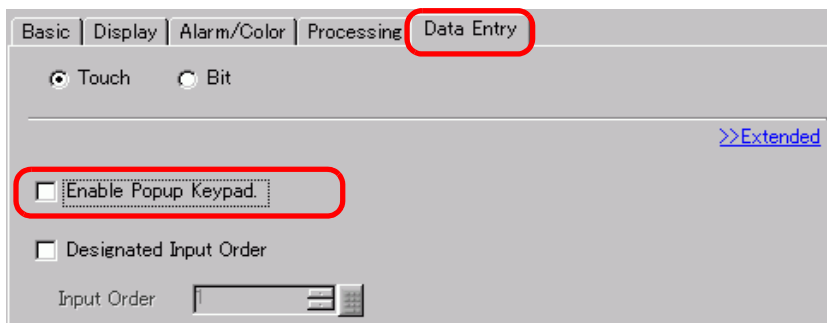 Basic Display Alarm/Color Processing Data Entry
Touch Bit
>>Extended
Enable Popup Keypad.
Designated Input Order
Input Order 1